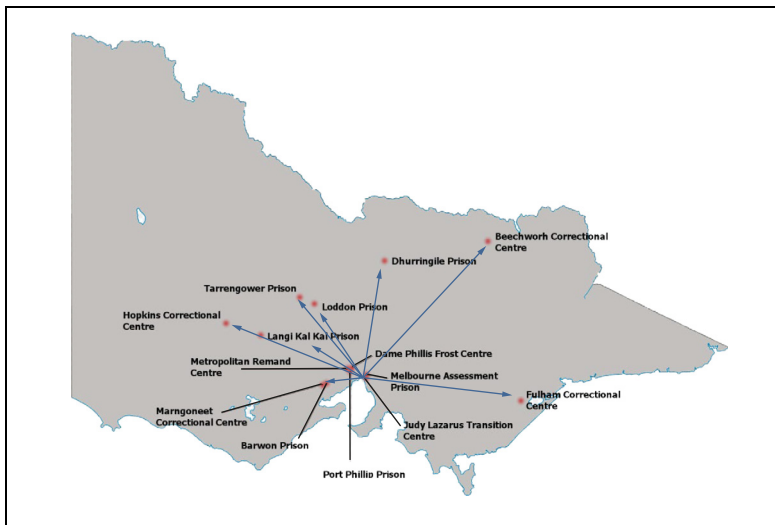 Beechworh Correctional
Centre
Dhurringile Prison
Tarrengower Prison
Loddon Prison
Hopkins Correctional
Centre
Langi Kal Kal Prison
Dame Phillis Frost Centre
Metropolitan Remand
Centre
Melbourne Assessment
Prison
Fulham Correctional
Centre
Marngoneet
Correctional Centre
Judy Lazarus Transition
Centre
Barwon Prison
Port Phillip Prison